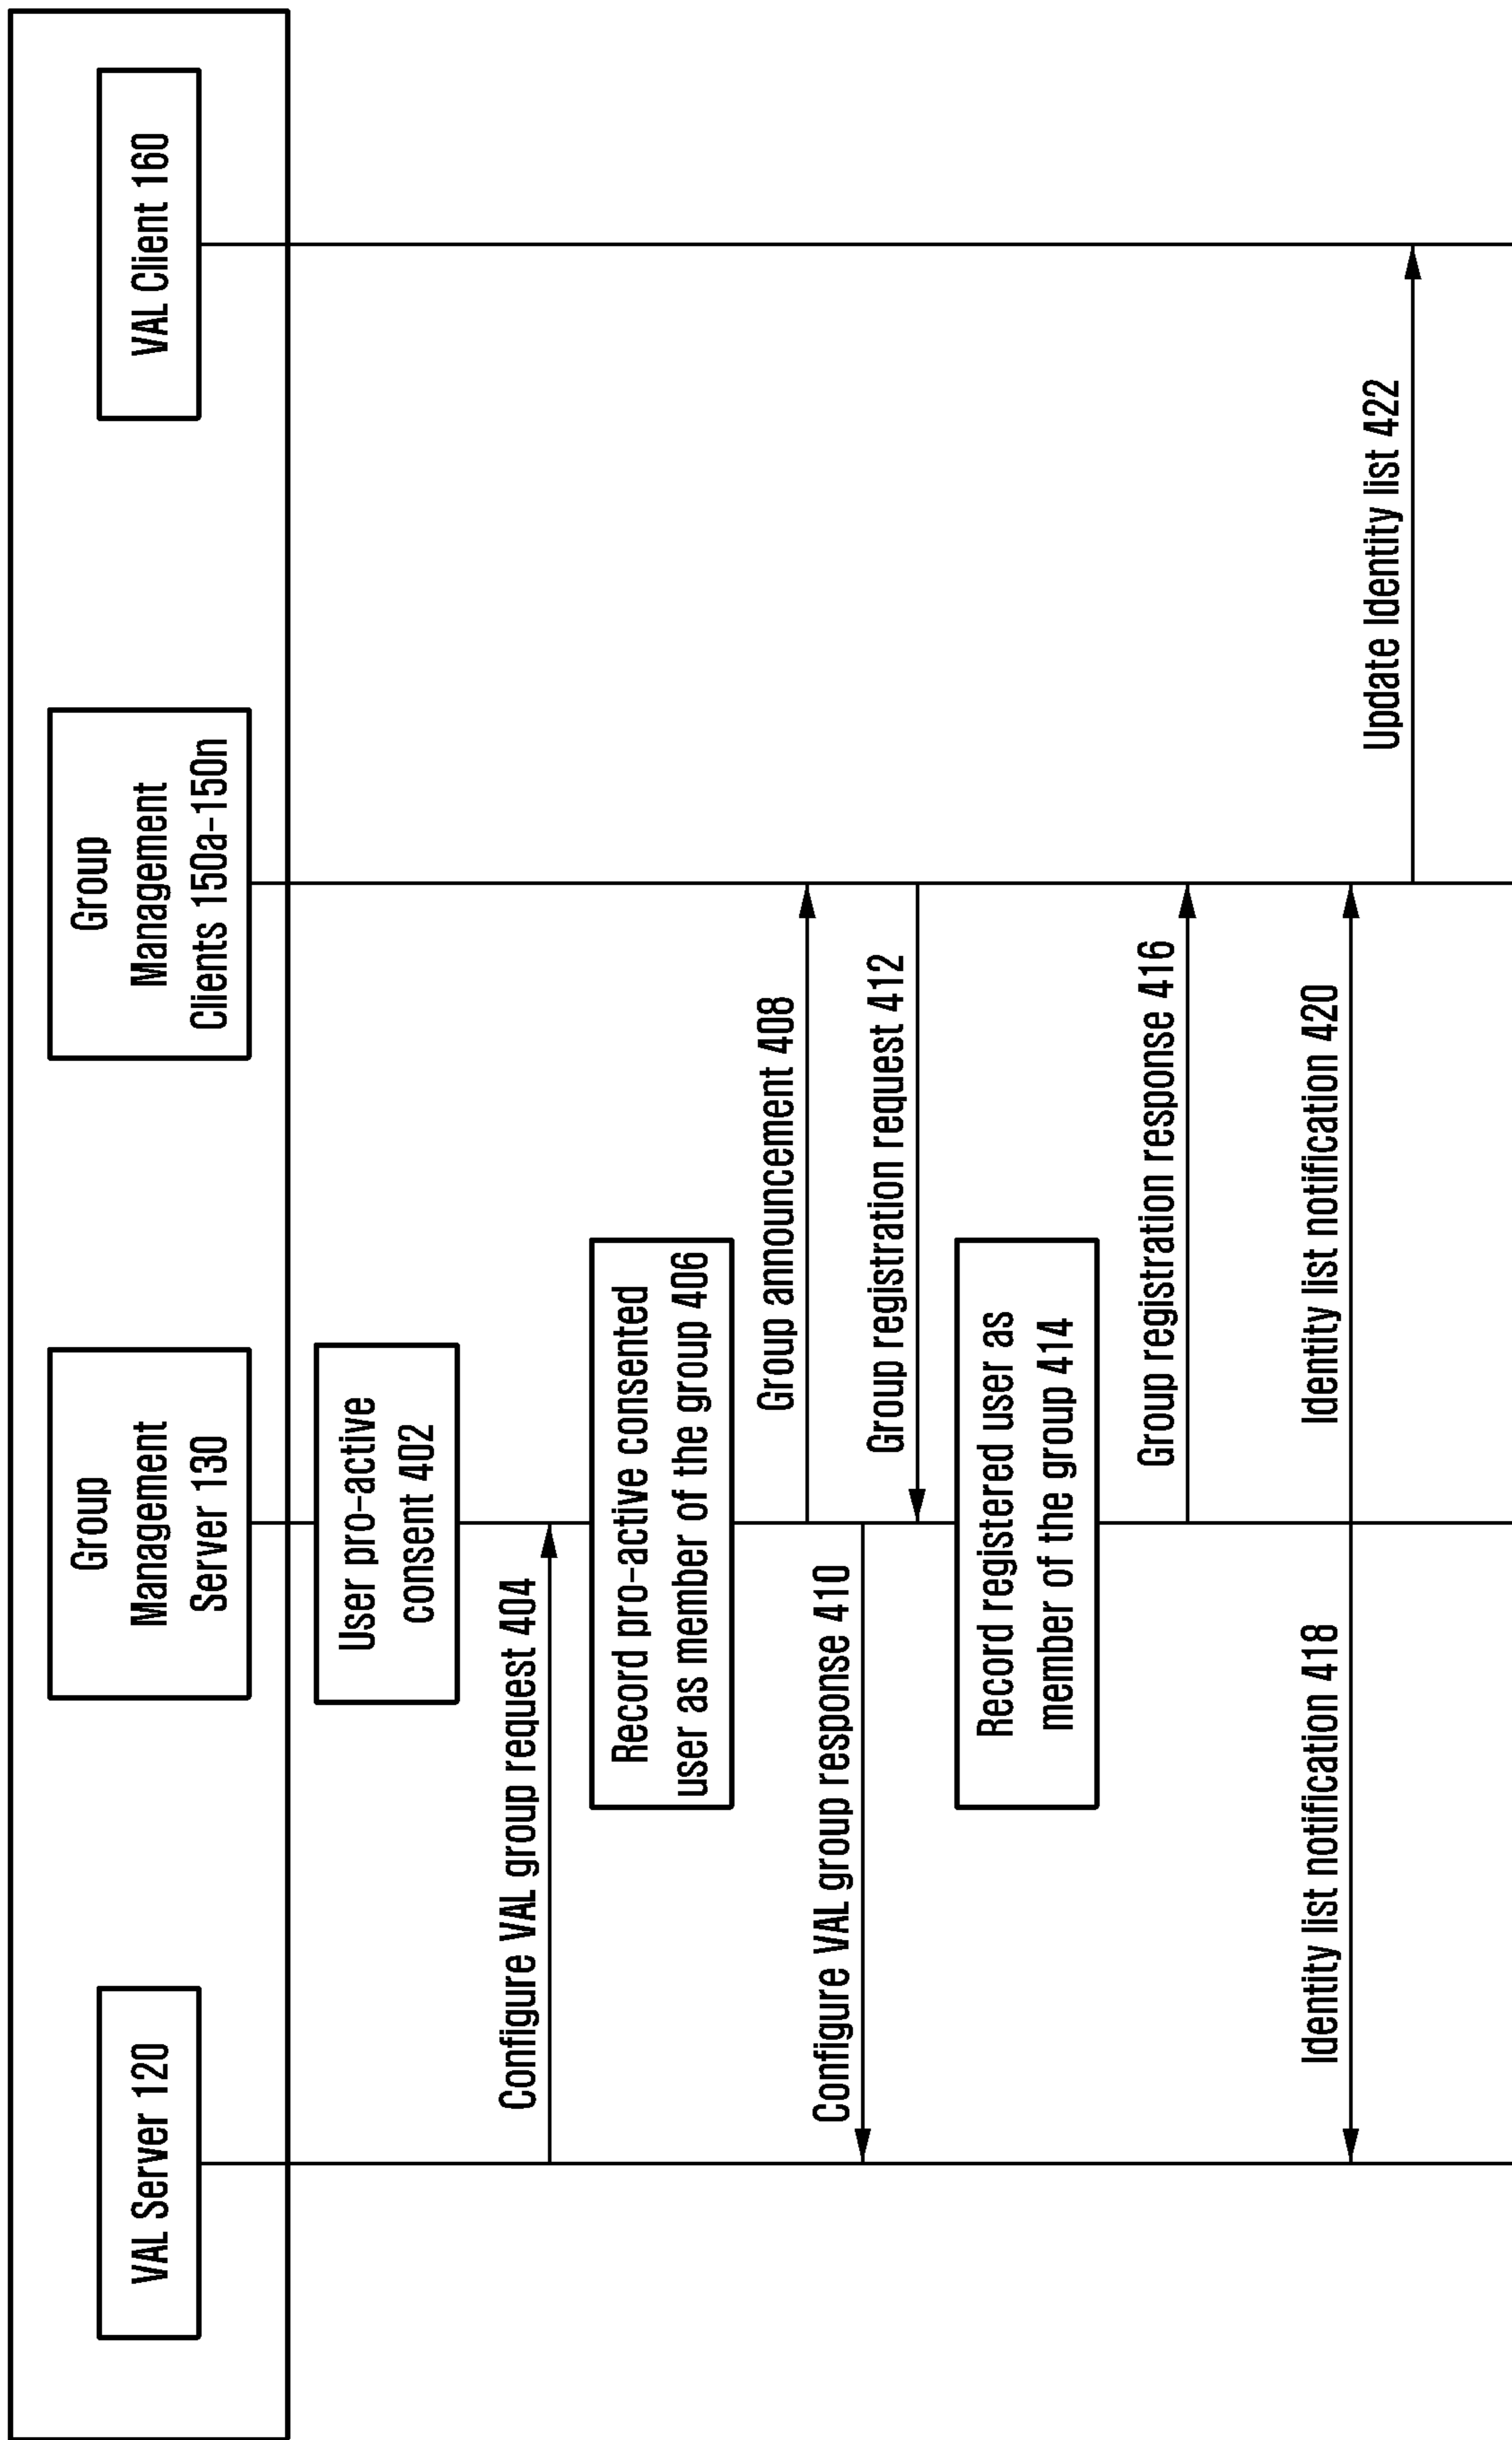 VAL Server 120
Group
Management
Server 130
Group
Management
Clients 150a-150n
VAL Client 160
User pro-active
consent 402
Configure VAL group request 404
Record pro-active consented
user as member of the group 406
Group announcement 408
Configure VAL group response 410
Group registration request 412
Record registered user as
member of the group 414
Group registration response 416
Identity list notification 418
Identity list notification 420
Update Identity list 422